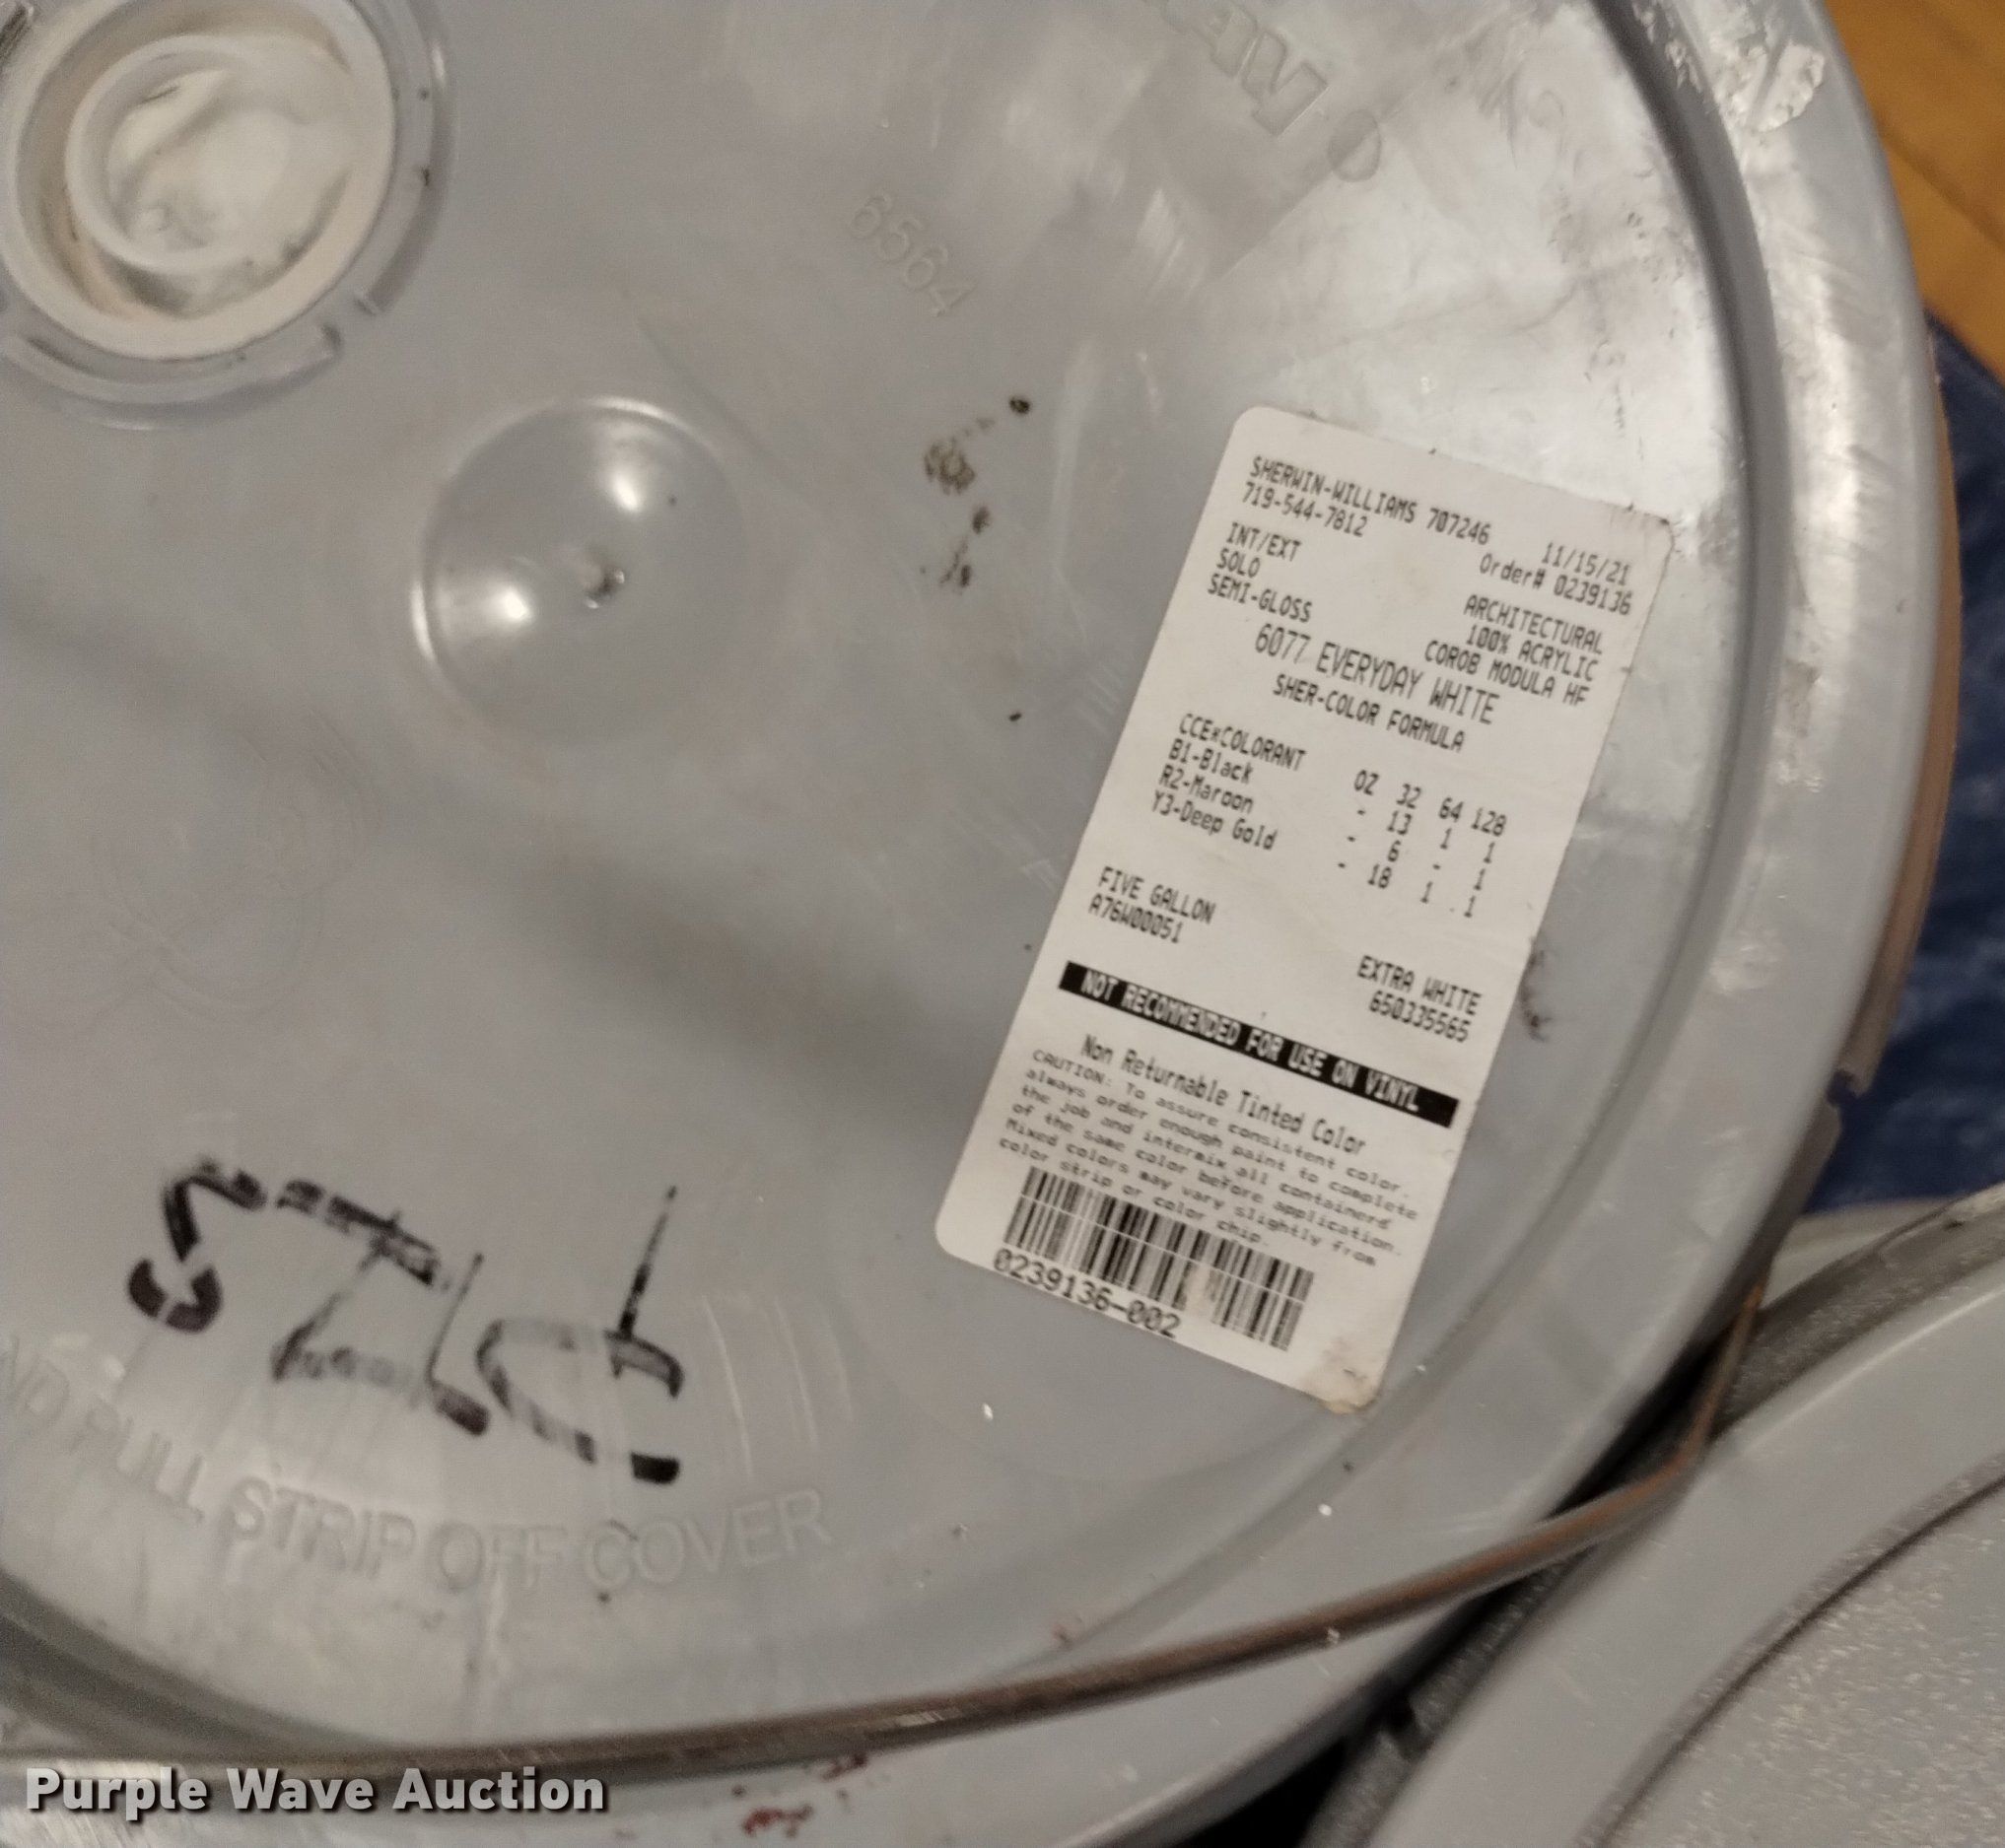 6564
SHERWIN-WILLIAMS 707246 11/15/21
719-544-7812 Order# 0239136
INT/EXT ARCHITECTURAL
SOLO 100% ACRYLIC
SEMI-GLOSS COROB MODULA HF
6077 EVERYDAY WHITE
SHER-COLOR FORMULA
CCE*COLORANT OZ 32 64 128
B1-Black - 13 1 1
R2-Maroon - 6 - 1
Y3-Deep Gold - 18 1 1
FIVE GALLON EXTRA WHITE
A76W00051 650335565
NOT RECOMMENDED FOR USE ON VINYL
Non Returnable Tinted Color
CAUTION: To assure consistent color,
always order enough paint to complete
the job and intermix all containers
of the same color before application.
Mixed colors may vary slightly from
color strip or color chip.
0239136-002
PULL STRIP OFF COVER
Purple Wave Auction